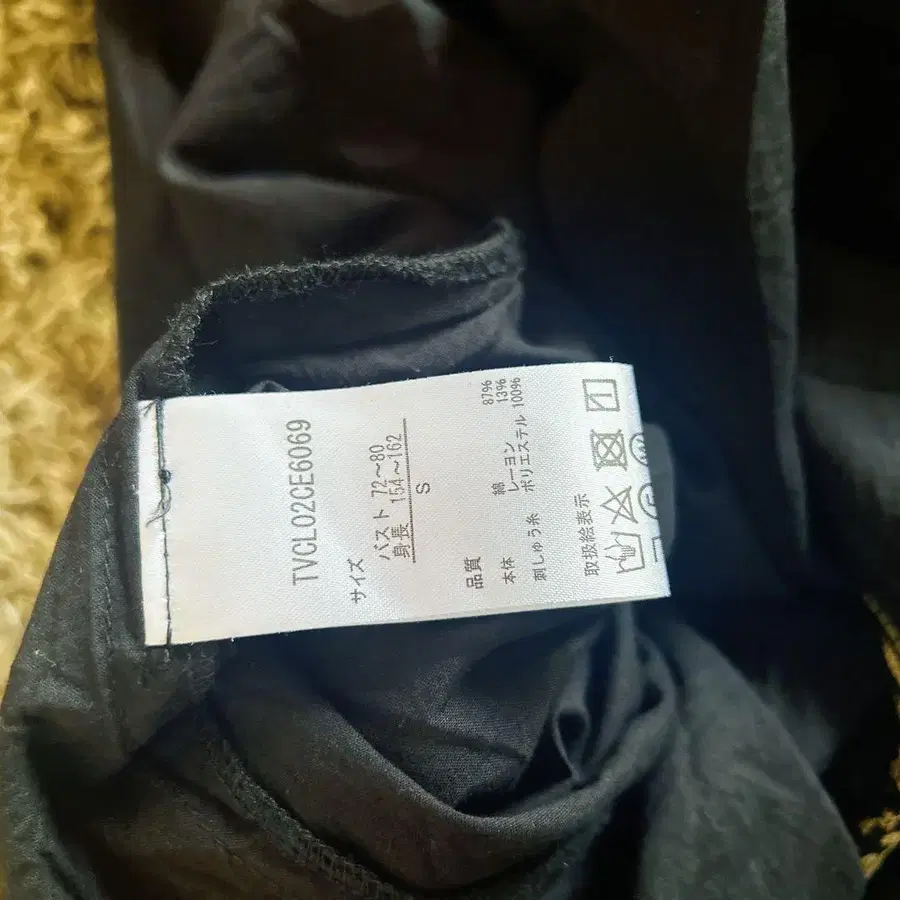 TVCL02CE6069
サイズ
バスト 72～80
身長 154～162
S
品質
本体 綿 87%
レーヨン 13%
刺しゅう糸 ポリエステル 100%
取扱絵表示